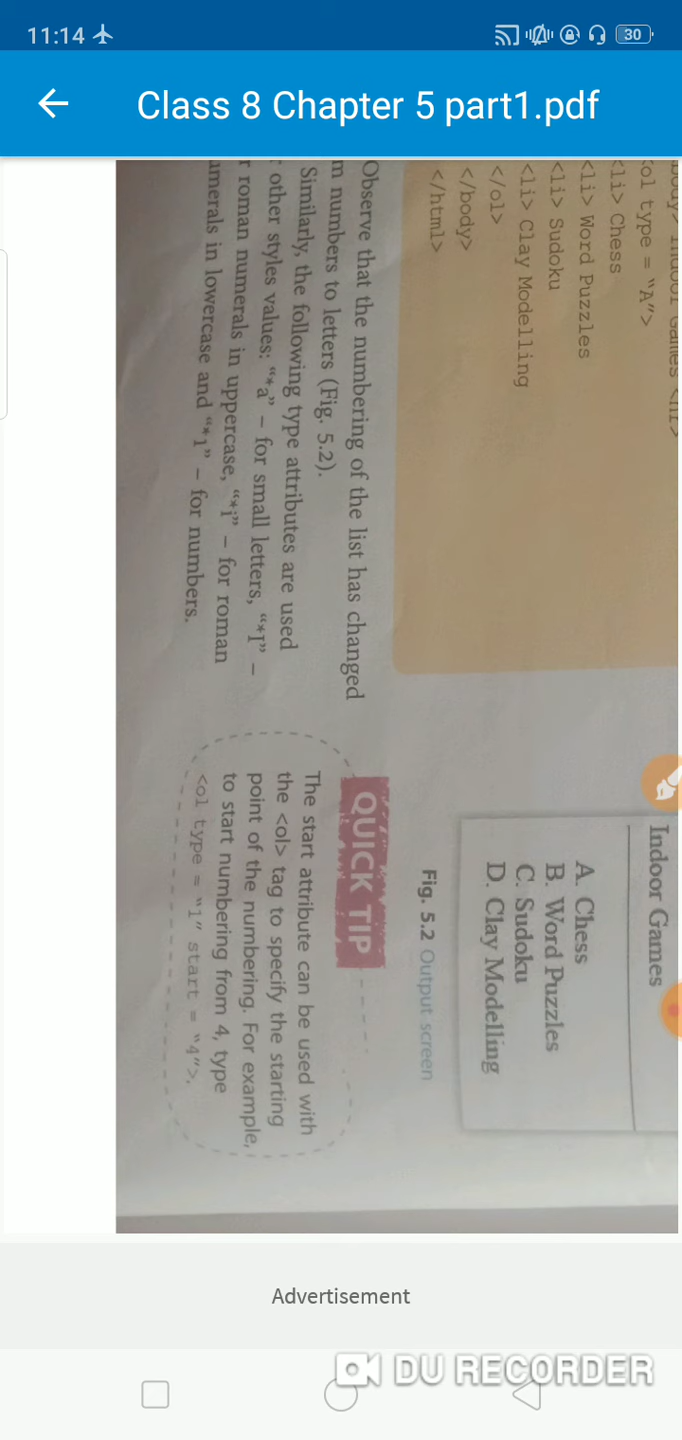 11:14
30
Class 8 Chapter 5 part1.pdf
<ol type = "A">
<li> Chess
<li> Word Puzzles
<li> Sudoku
<li> Clay Modelling
</ol>
</body>
</html>
Indoor Games
A. Chess
B. Word Puzzles
C. Sudoku
D. Clay Modelling
Fig. 5.2 Output screen
Observe that the numbering of the list has changed
m numbers to letters (Fig. 5.2).
Similarly, the following type attributes are used
other styles values: “*a” – for small letters, “*I” –
r roman numerals in uppercase, “*i” – for roman
umerals in lowercase and “*1” – for numbers.
QUICK TIP
The start attribute can be used with
the <ol> tag to specify the starting
point of the numbering. For example,
to start numbering from 4, type
<ol type = "1" start = "4">.
Advertisement
DU RECORDER